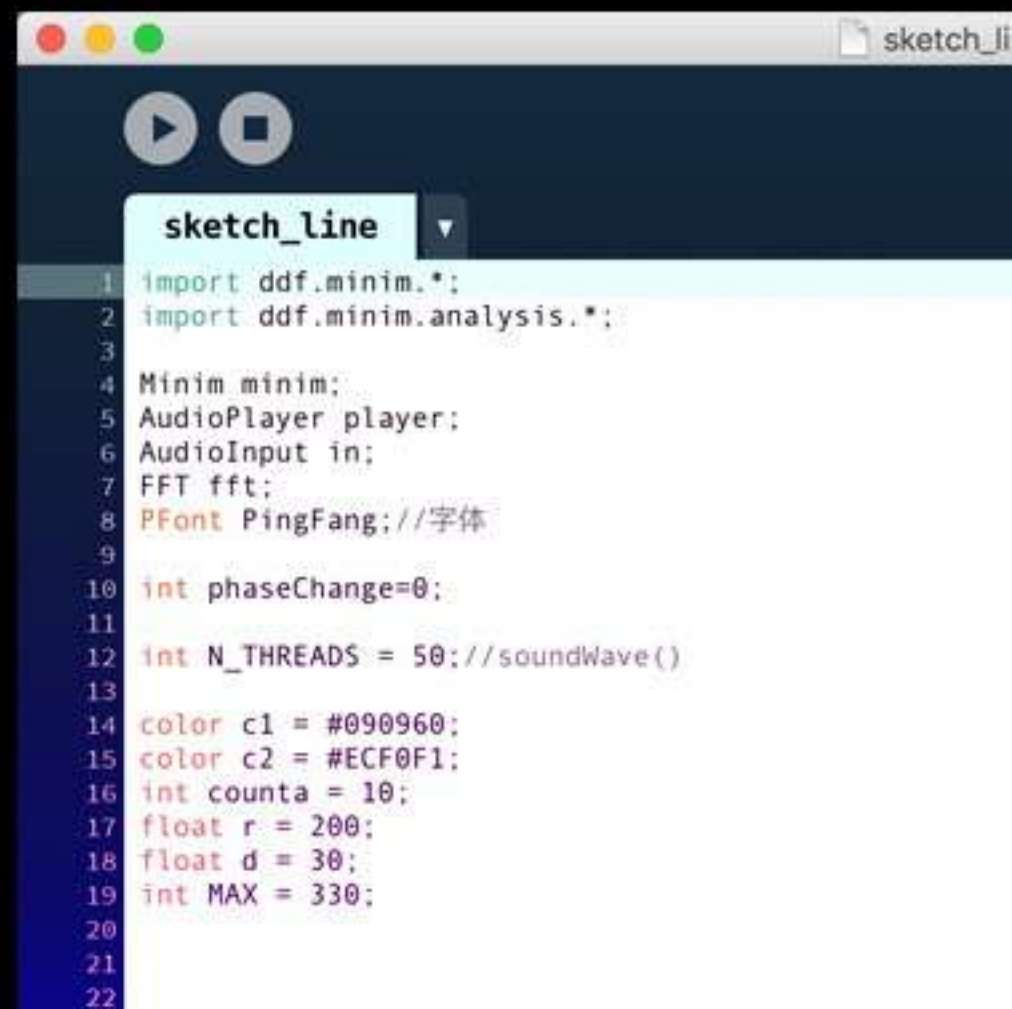 sketch_li
sketch_line
1 import ddf.minim.*;
2 import ddf.minim.analysis.*;
3
4 Minim minim;
5 AudioPlayer player;
6 AudioInput in;
7 FFT fft;
8 PFont PingFang;//字体
9
10 int phaseChange=0;
11
12 int N_THREADS = 50;//soundWave()
13
14 color c1 = #090960;
15 color c2 = #ECF0F1;
16 int counta = 10;
17 float r = 200;
18 float d = 30;
19 int MAX = 330;
20
21
22